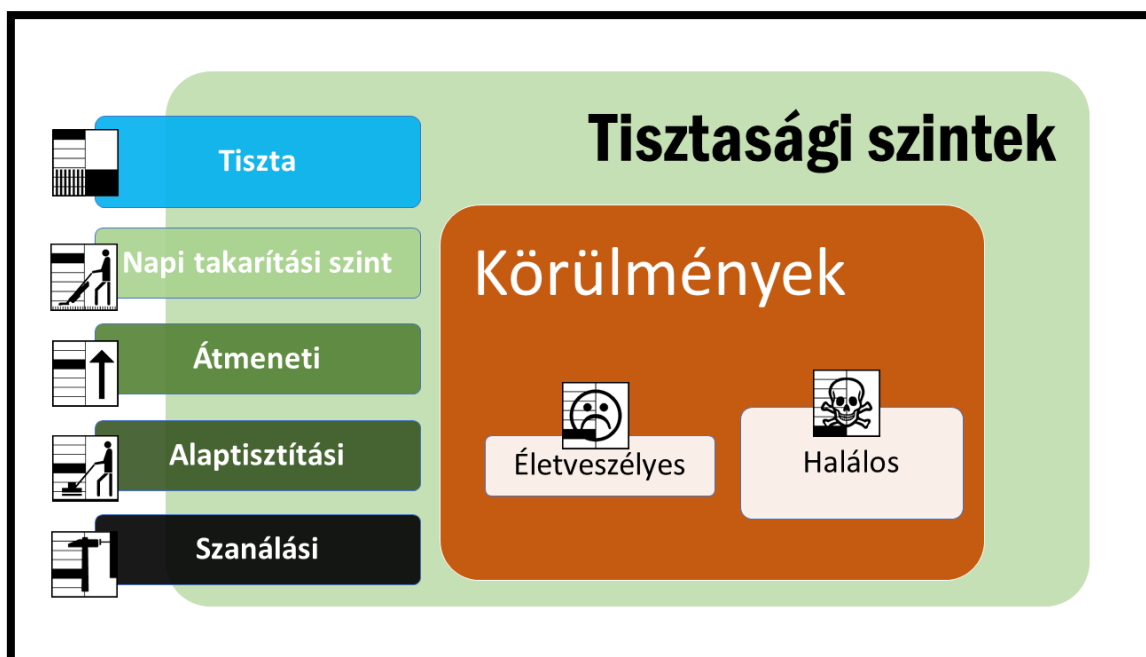 Tisztasági szintek
Tiszta
Napi takarítási szint
Átmeneti
Alaptisztítási
Szanálási
Körülmények
Életveszélyes
Halálos